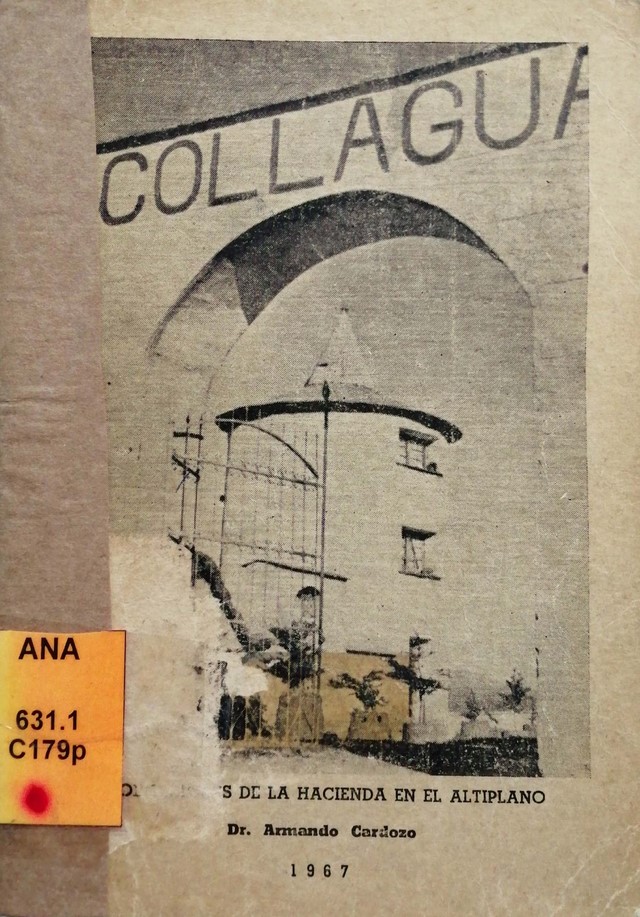 COLLAGUA
ANA
631.1
C179p
S DE LA HACIENDA EN EL ALTIPLANO
Dr. Armando Cardozo
1967